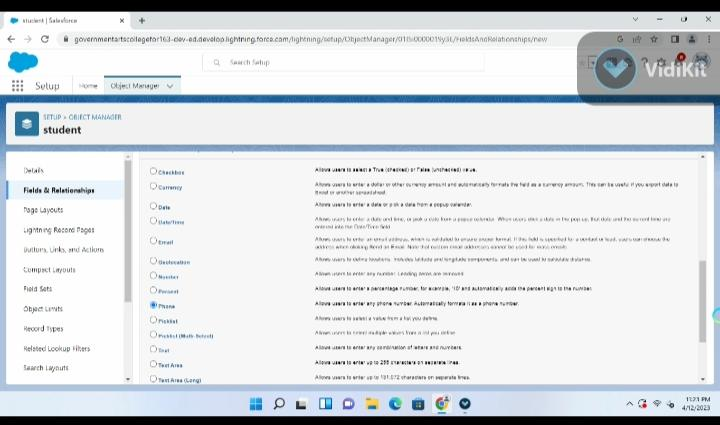 student | Salesforce
governmentartscollegefor163-dev-ed.develop.lightning.force.com/lightning/setup/ObjectManager/01B0000019y3L/FieldsAndRelationships/new
Search Setup
VidiKit
Setup
Home
Object Manager
SETUP > OBJECT MANAGER
student
Details
Fields & Relationships
Page Layouts
Lightning Record Pages
Buttons, Links, and Actions
Compact Layouts
Field Sets
Object Limits
Record Types
Related Lookup Filters
Search Layouts
Checkbox
Allows users to select a True (checked) or False (unchecked) value.
Currency
Allows users to enter a dollar or other currency amount and automatically formats the field as a currency amount. This can be useful if you export data to
Excel or another spreadsheet.
Date
Allows users to enter a date or pick a date from a popup calendar.
Date/Time
Allows users to enter a date and time, or pick a date from a popup calendar. When users click a date in the pop-up, that date and the current time are
entered into the Date/Time field.
Email
Allows users to enter an email address, which is validated to ensure proper format. If this field is specified for a contact or lead, users can choose the
address when clicking Send an Email. Note that custom email addresses cannot be used for mass emails.
Geolocation
Allows users to define locations. Includes latitude and longitude components, and can be used to calculate distance.
Number
Allows users to enter any number. Leading zeros are removed.
Percent
Allows users to enter a percentage number, for example, '10' and automatically adds the percent sign to the number.
Phone
Allows users to enter any phone number. Automatically formats it as a phone number.
Picklist
Allows users to select a value from a list you define.
Picklist (Multi-Select)
Allows users to select multiple values from a list you define.
Text
Allows users to enter any combination of letters and numbers.
Text Area
Allows users to enter up to 255 characters on separate lines.
Text Area (Long)
Allows users to enter up to 131,072 characters on separate lines.
11:21 PM
4/12/2023